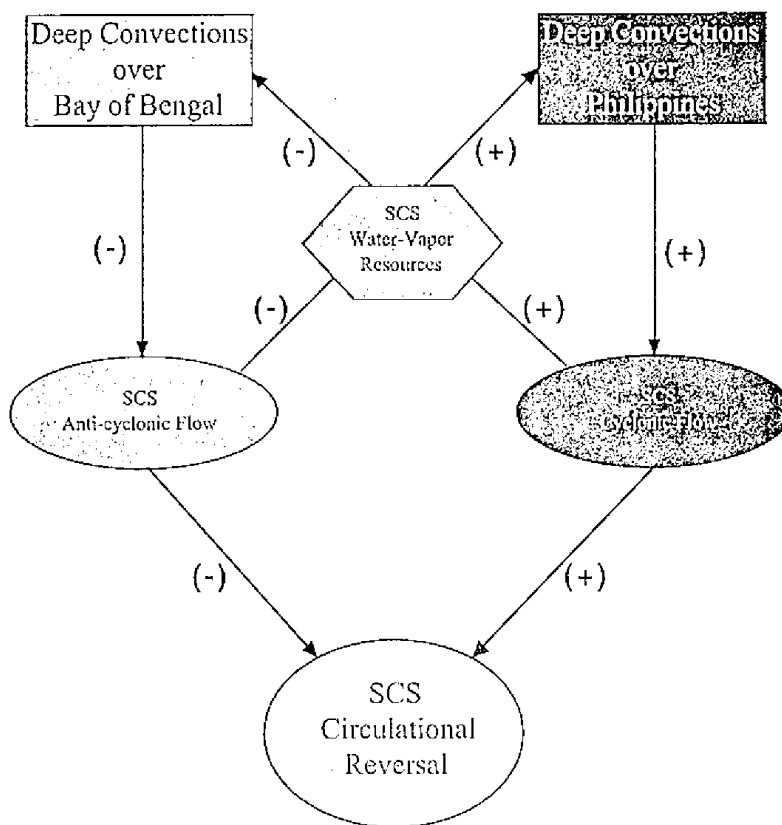 Deep Convections
over
Bay of Bengal
Deep Convections
over
Philippines
(-)
(+)
SCS
Water-Vapor
Resources
(-)
(+)
(-)
(+)
SCS
Anti-cyclonic Flow
SCS
Cyclonic Flow
(-)
(+)
SCS
Circulational
Reversal